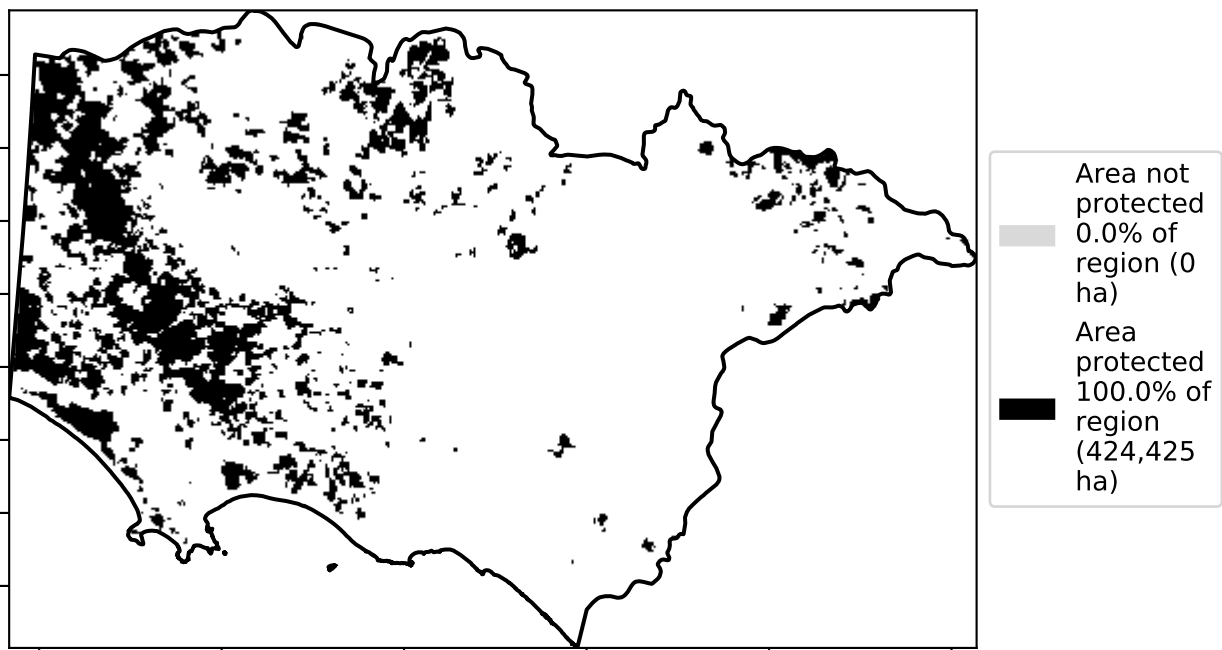 Area not
protected
0.0% of
region (0
ha)
Area
protected
100.0% of
region
(424,425
ha)